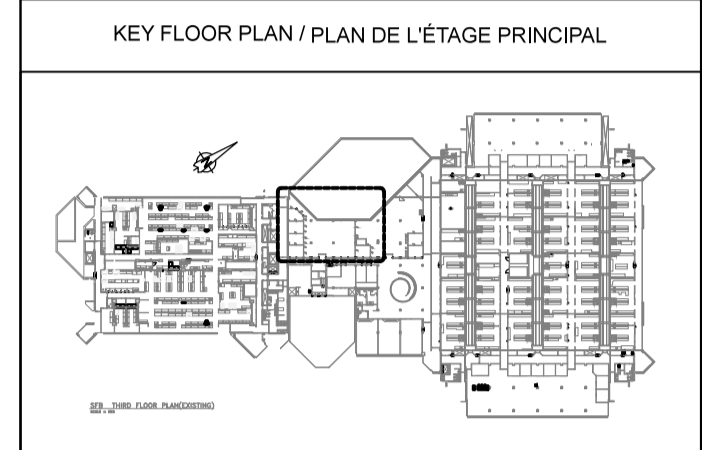 KEY FLOOR PLAN / PLAN DE L'ÉTAGE PRINCIPAL
SFB THIRD FLOOR PLAN(EXISTING)